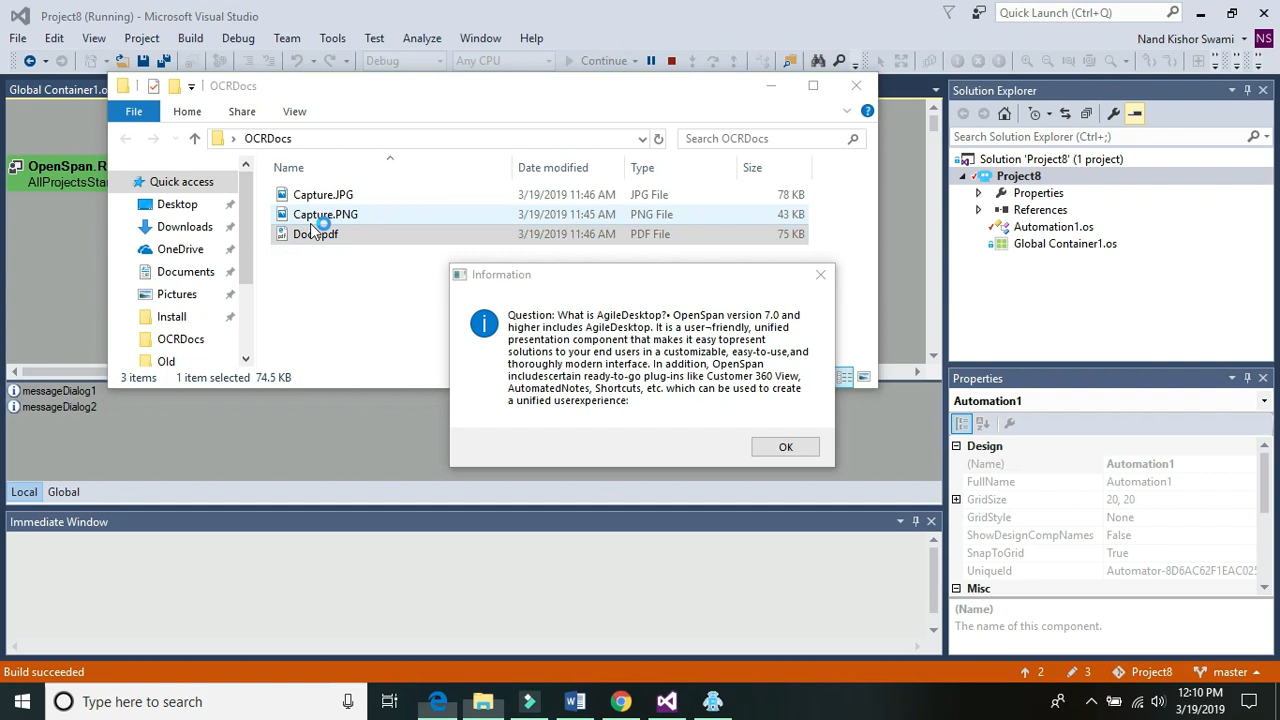 Project8 (Running) - Microsoft Visual Studio
Quick Launch (Ctrl+Q)
File Edit View Project Build Debug Team Tools Test Analyze Window Help
Nand Kishor Swami NS
Debug Any CPU Continue
Global Container1.o
OCRDocs
File Home Share View
OCRDocs
Search OCRDocs
Name Date modified Type Size
Quick access
Desktop
Downloads
OneDrive
Documents
Pictures
Install
OCRDocs
Old
Capture.JPG 3/19/2019 11:46 AM JPG File 78 KB
Capture.PNG 3/19/2019 11:45 AM PNG File 43 KB
3/19/2019 11:46 AM PDF File 75 KB
3 items 1 item selected 74.5 KB
OpenSpan.R
AllProjectsStar
messageDialog1
messageDialog2
Information
Question: What is AgileDesktop?• OpenSpan version 7.0 and
higher includes AgileDesktop. It is a user¬friendly, unified
presentation component that makes it easy topresent
solutions to your end users in a customizable, easy-to-use,and
thoroughly modern interface. In addition, OpenSpan
includescertain ready-to-go plug-ins like Customer 360 View,
AutomatedNotes, Shortcuts, etc. which can be used to create
a unified userexperience:
OK
Local Global
Immediate Window
Solution Explorer
Search Solution Explorer (Ctrl+;)
Solution 'Project8' (1 project)
Project8
Properties
References
Automation1.os
Global Container1.os
Properties
Automation1
Design
(Name) Automation1
FullName Automation1
GridSize 20, 20
GridStyle None
ShowDesignCompNames False
SnapToGrid True
UniqueId Automator-8D6AC62F1EAC025
Misc
(Name)
The name of this component.
Build succeeded
2 3 Project8 master
Type here to search
12:10 PM
3/19/2019